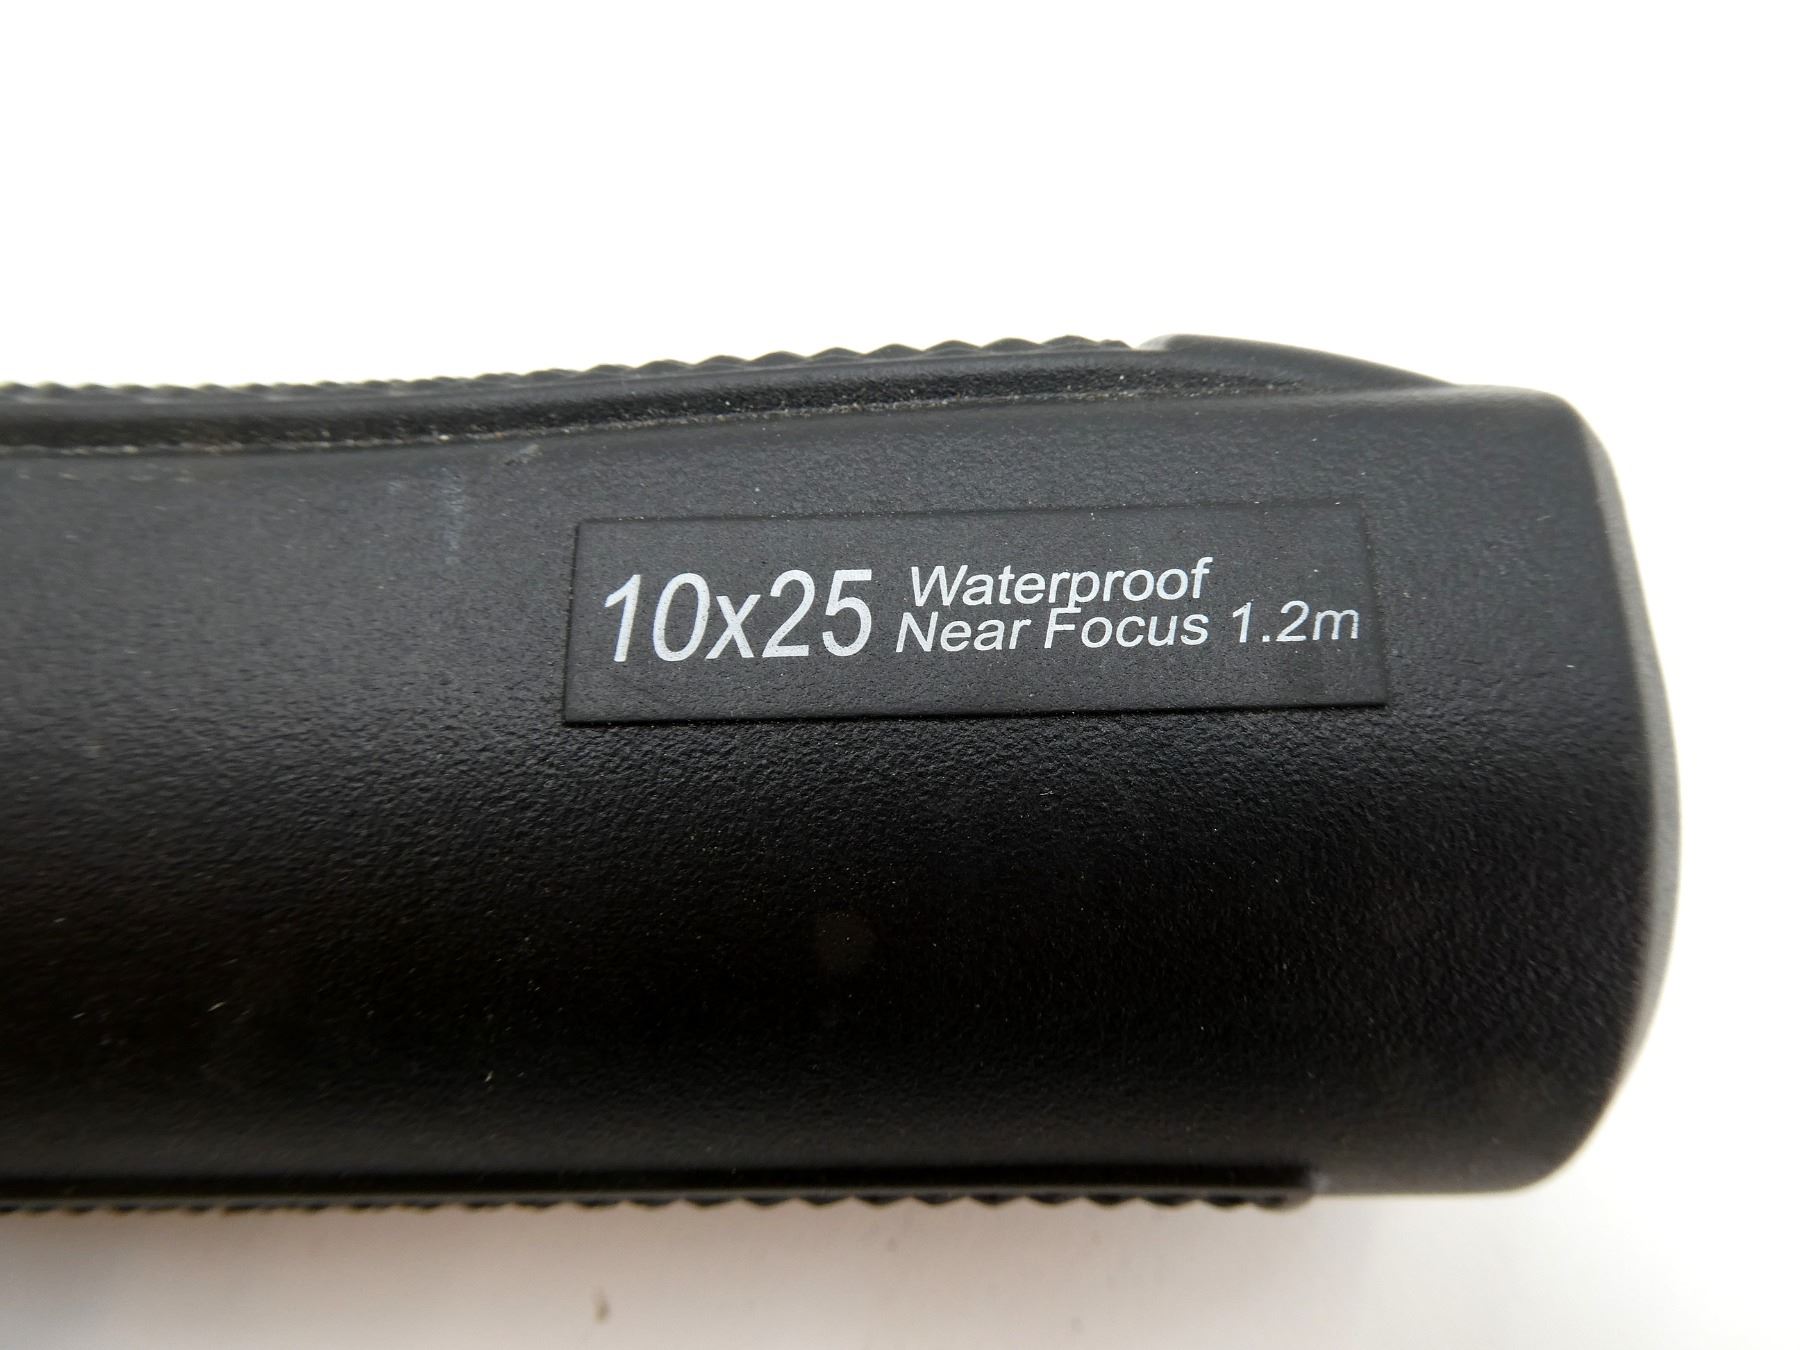 10x25
Waterproof
Near Focus 1.2m